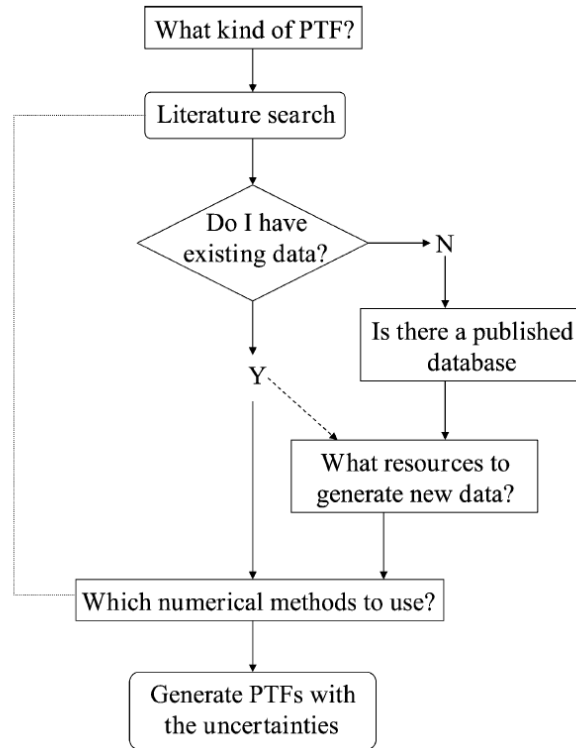 What kind of PTF?
Literature search
Do I have
existing data?
N
Is there a published
database
Y
What resources to
generate new data?
Which numerical methods to use?
Generate PTFs with
the uncertainties